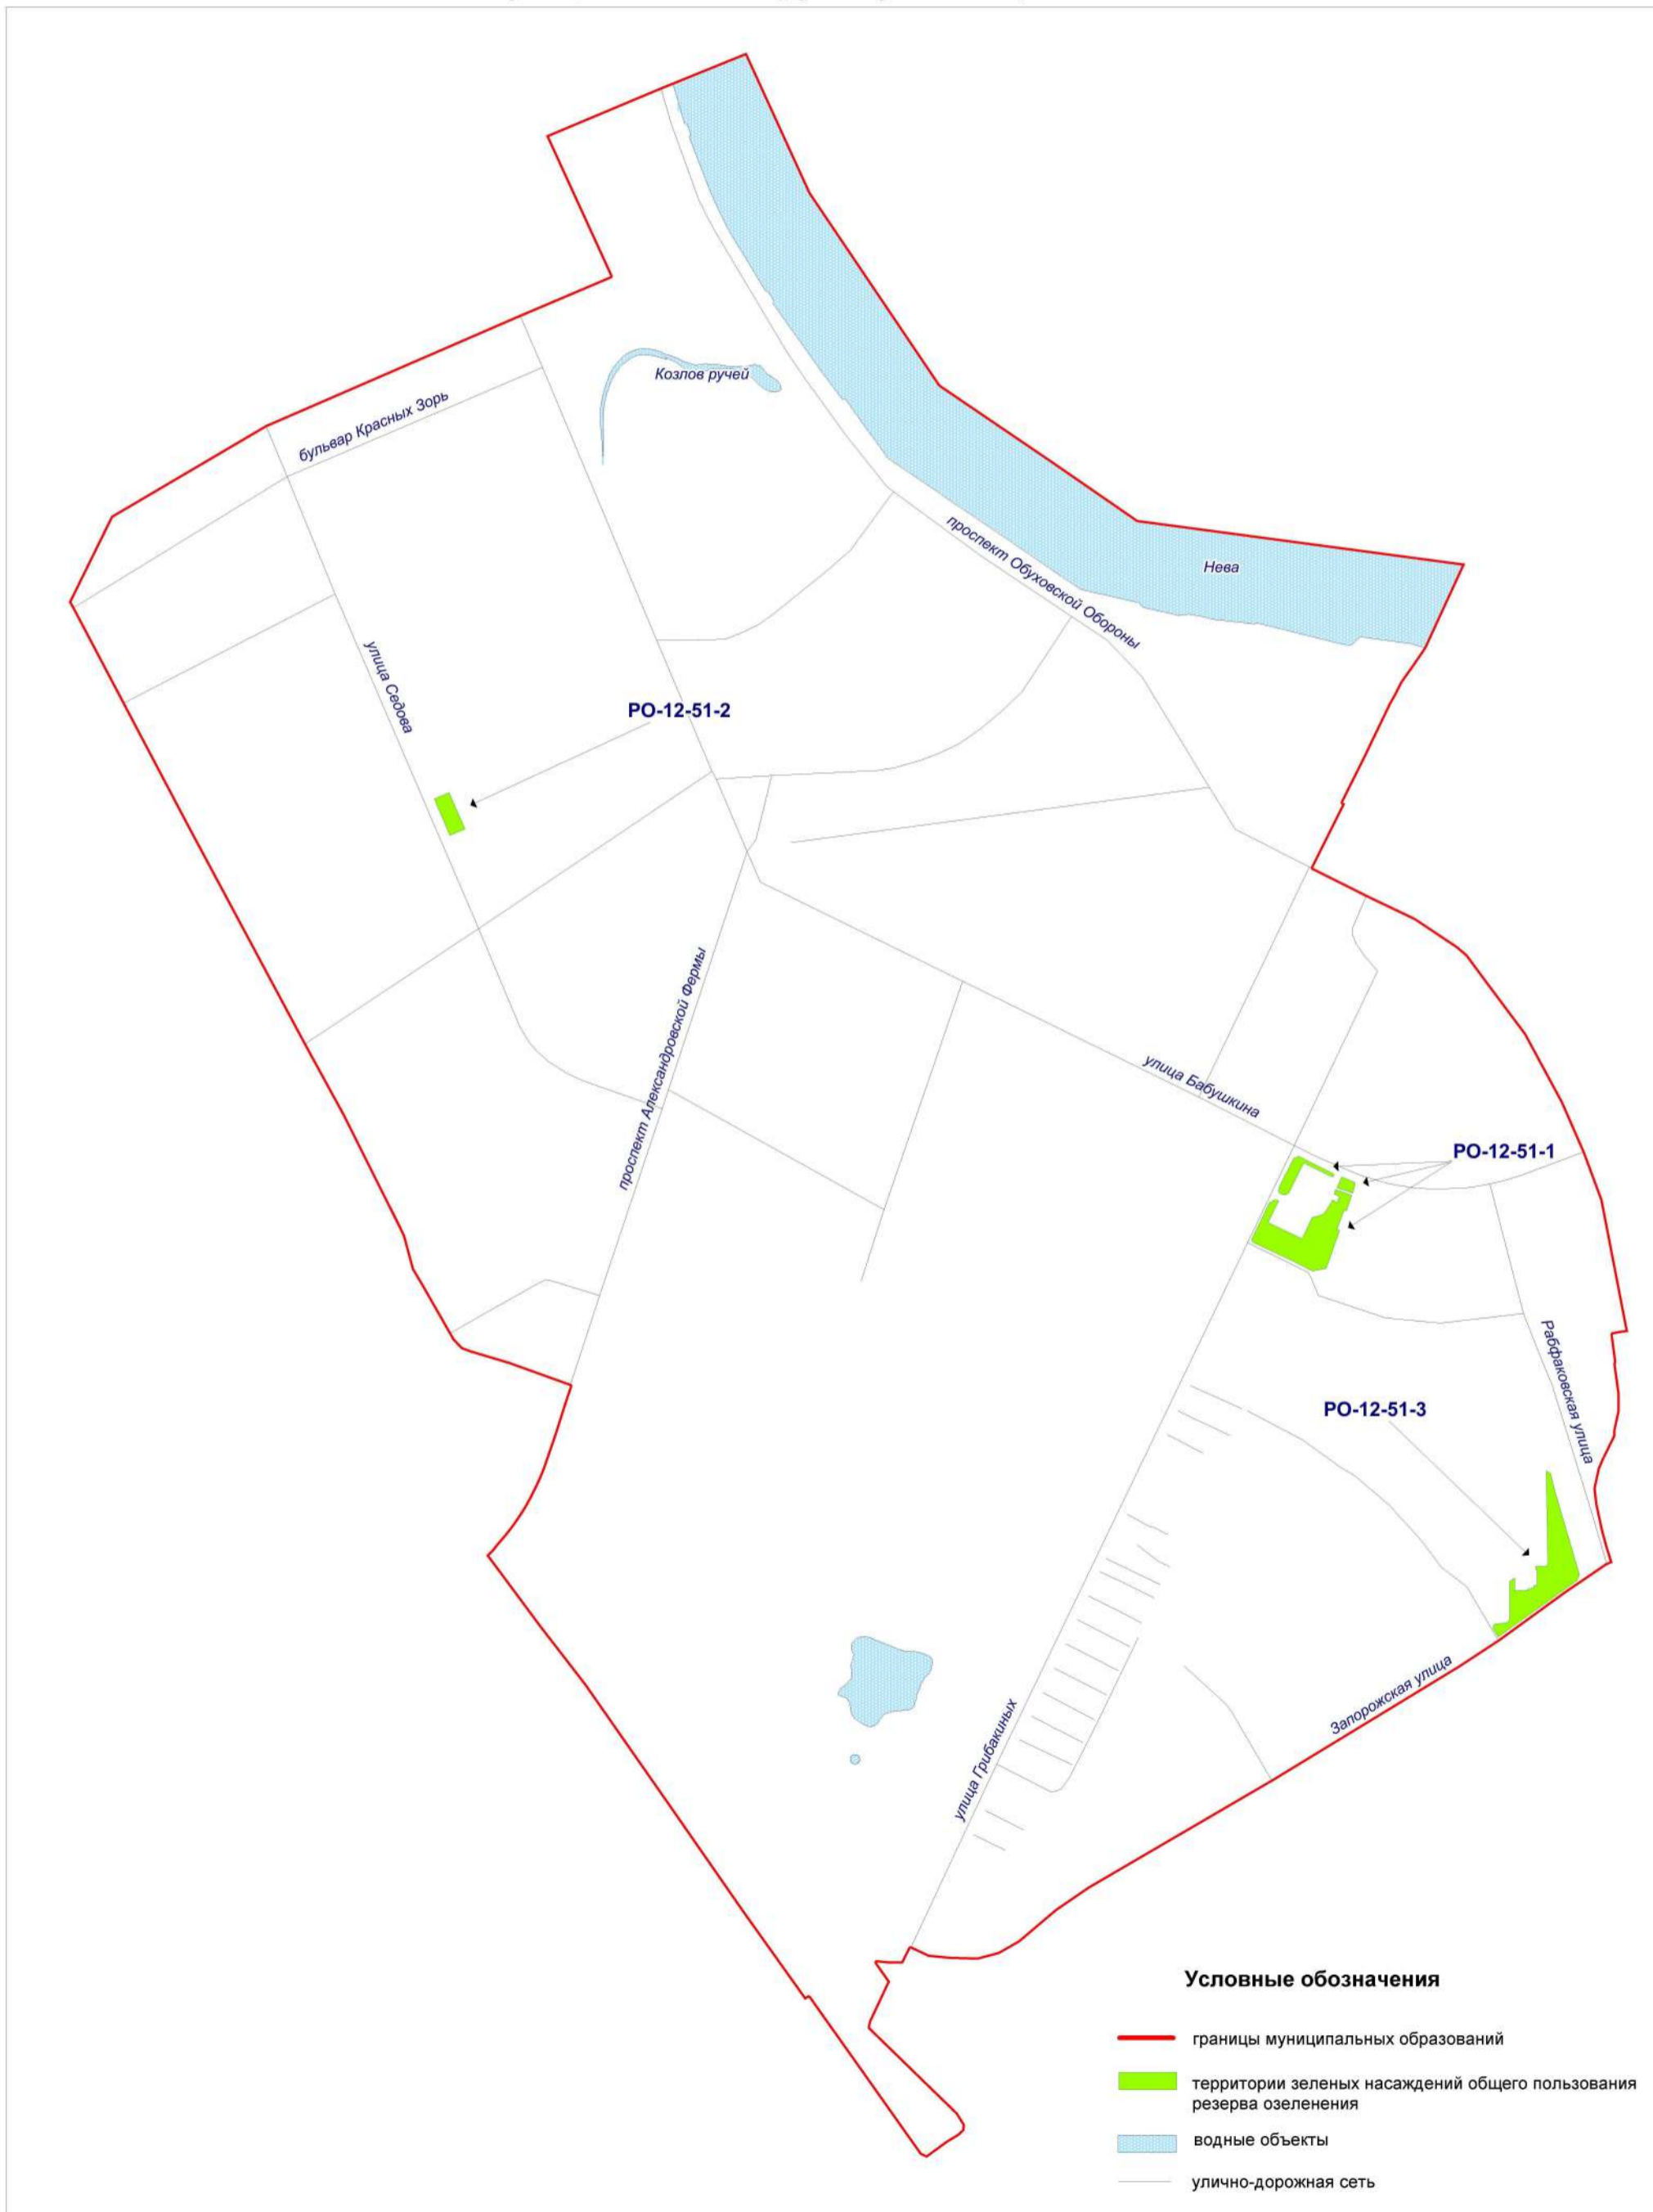 Козлов ручей
бульвар Красных Зорь
проспект Обуховской Обороны
Нева
улица Седова
РО-12-51-2
проспект Александровской Фермы
улица Бабушкина
РО-12-51-1
Рабфаковская улица
РО-12-51-3
Запорожская улица
улица Грибакиных
Условные обозначения
границы муниципальных образований
территории зеленых насаждений общего пользования
резерва озеленения
водные объекты
улично-дорожная сеть